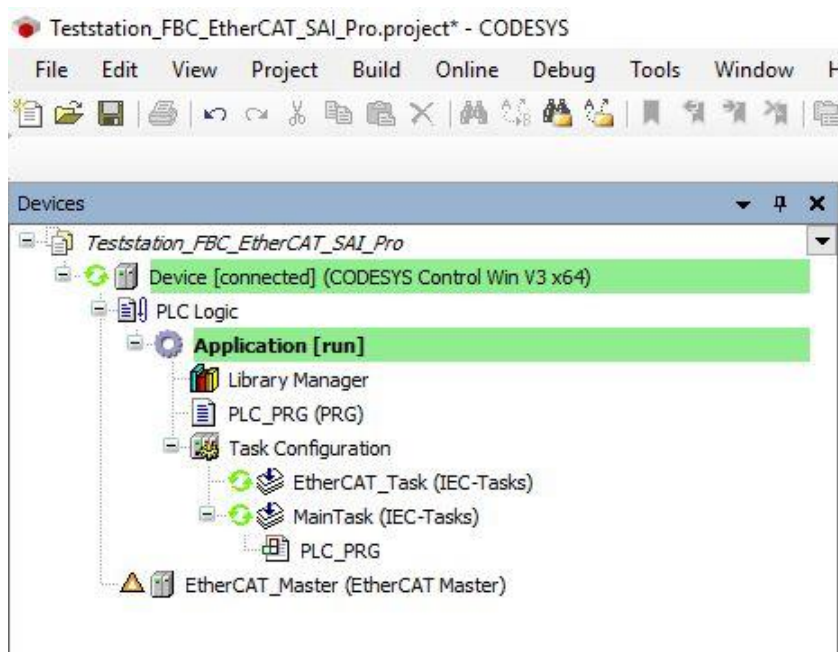 Teststation_FBC_EtherCAT_SAI_Pro.project* - CODESYS
File Edit View Project Build Online Debug Tools Window H
Devices
Teststation_FBC_EtherCAT_SAI_Pro
Device [connected] (CODESYS Control Win V3 x64)
PLC Logic
Application [run]
Library Manager
PLC_PRG (PRG)
Task Configuration
EtherCAT_Task (IEC-Tasks)
MainTask (IEC-Tasks)
PLC_PRG
EtherCAT_Master (EtherCAT Master)